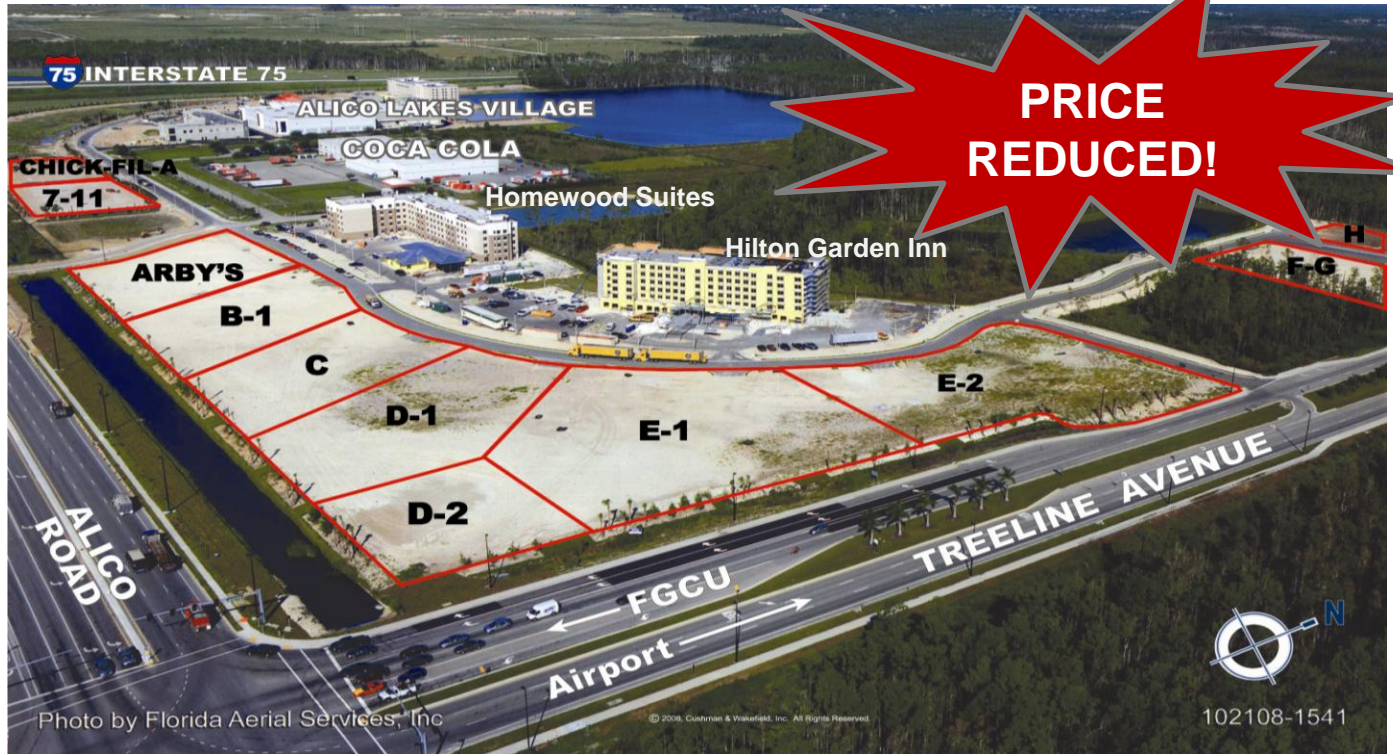 PRICE
REDUCED!
75 INTERSTATE 75
ALICO LAKES VILLAGE
COCA COLA
CHICK-FIL-A
7-11
Homewood Suites
Hilton Garden Inn
H
F-G
ARBY'S
B-1
C
D-1
E-1
E-2
D-2
ALICO
ROAD
TREELINE AVENUE
FGCU
Airport
N
Photo by Florida Aerial Services, Inc
© 2008, Cushman & Wakefield, Inc. All Rights Reserved.
102108-1541